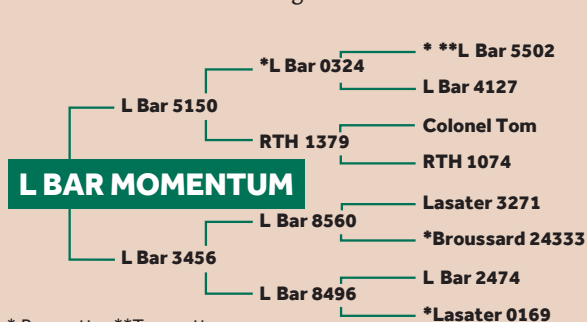 * **L Bar 5502
*L Bar 0324
L Bar 4127
L Bar 5150
Colonel Tom
RTH 1379
RTH 1074
L BAR MOMENTUM
Lasater 3271
L Bar 8560
*Broussard 24333
L Bar 3456
L Bar 2474
L Bar 8496
*Lasater 0169